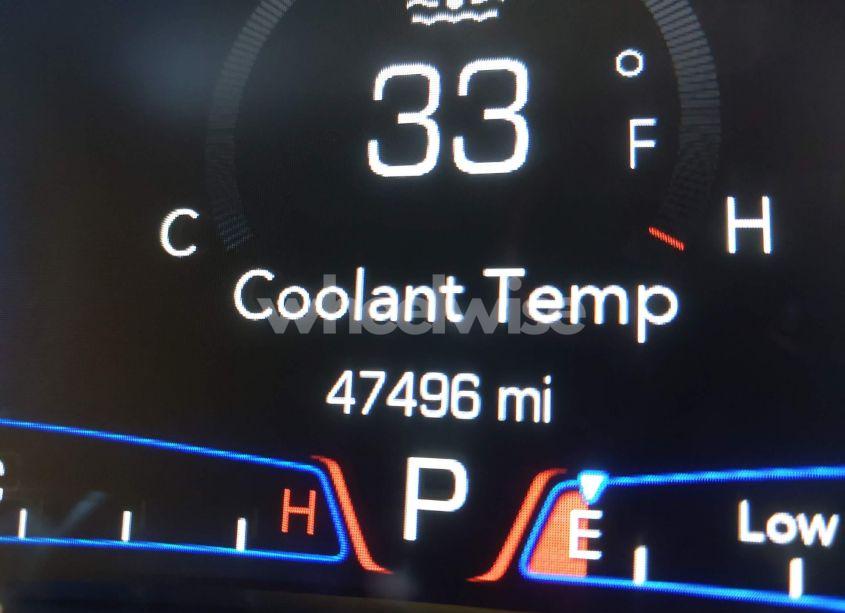 33 °F
C
H
Coolant Temp
wheelwise
47496 mi
H
P
E
Low